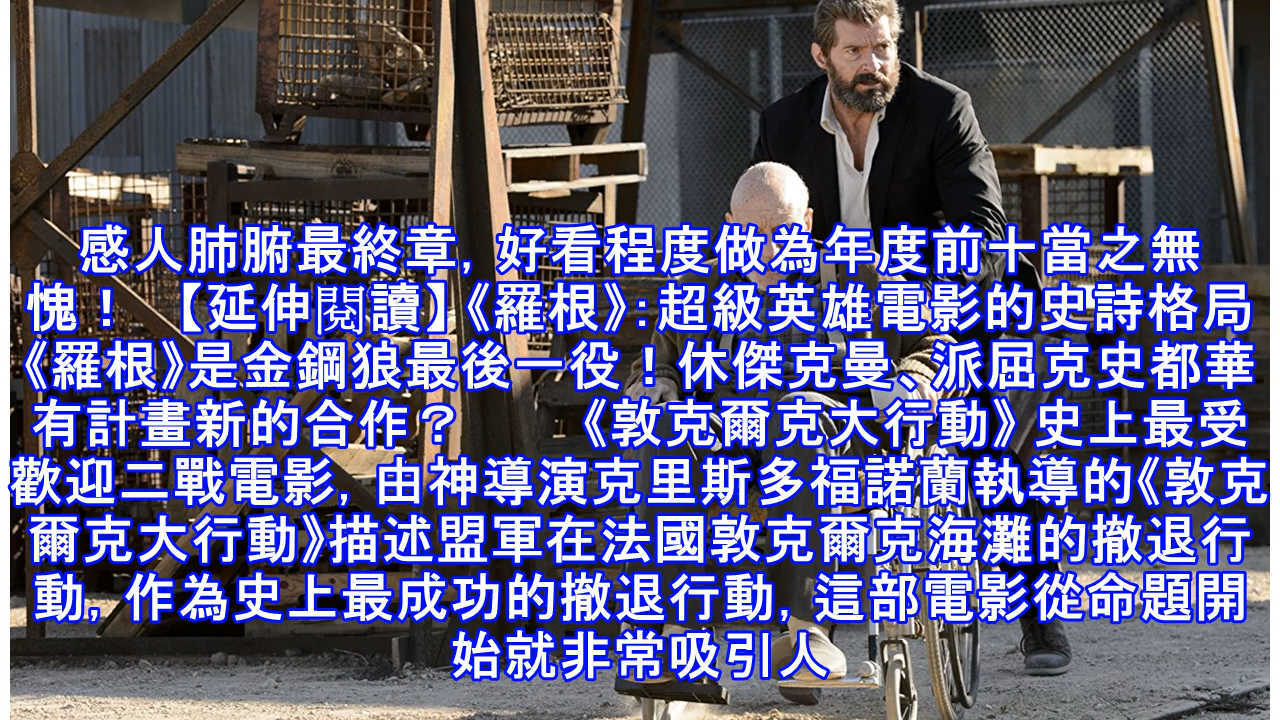 感人肺腑最終章, 好看程度做為年度前十當之無
愧！ 【延伸閱讀】《羅根》:超級英雄電影的史詩格局
《羅根》是金鋼狼最後一役！休傑克曼、派屈克史都華
有計畫新的合作？ 《敦克爾克大行動》史上最受
歡迎二戰電影, 由神導演克里斯多福諾蘭執導的《敦克
爾克大行動》描述盟軍在法國敦克爾克海灘的撤退行
動, 作為史上最成功的撤退行動, 這部電影從命題開
始就非常吸引人